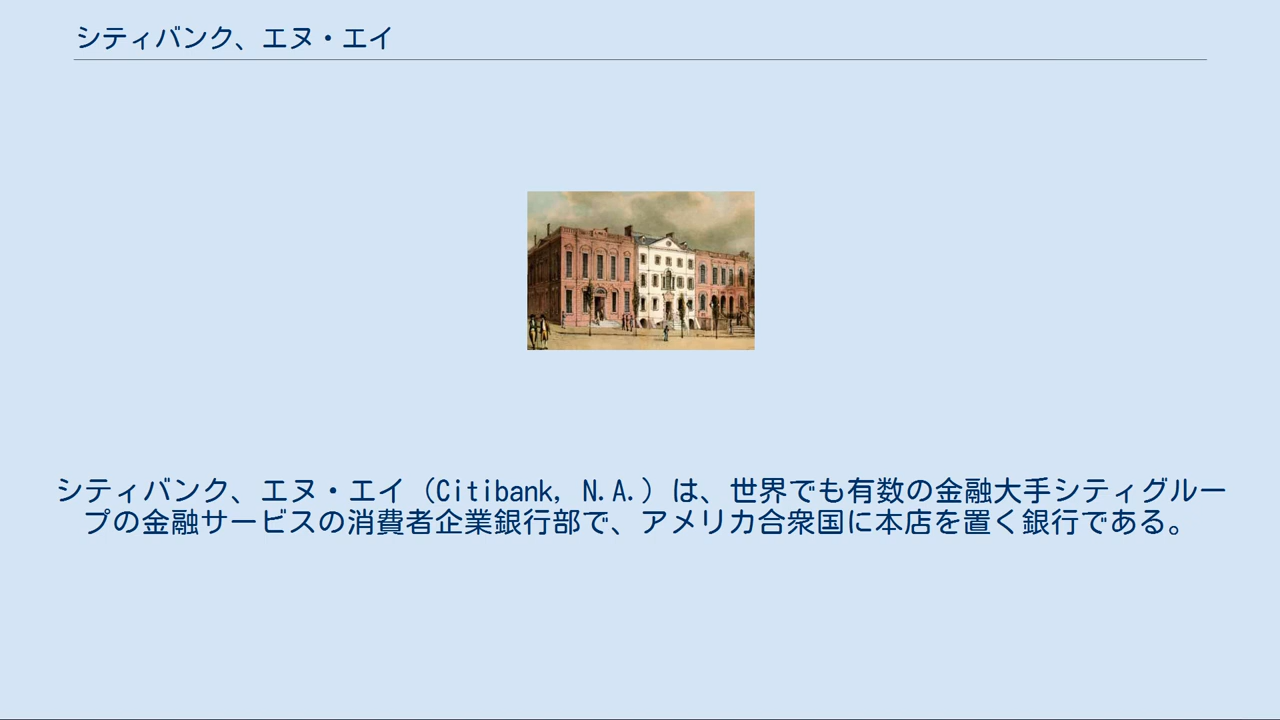 シティバンク、エヌ・エイ
シティバンク、エヌ・エイ（Citibank, N.A.）は、世界でも有数の金融大手シティグルー
プの金融サービスの消費者企業銀行部で、アメリカ合衆国に本店を置く銀行である。